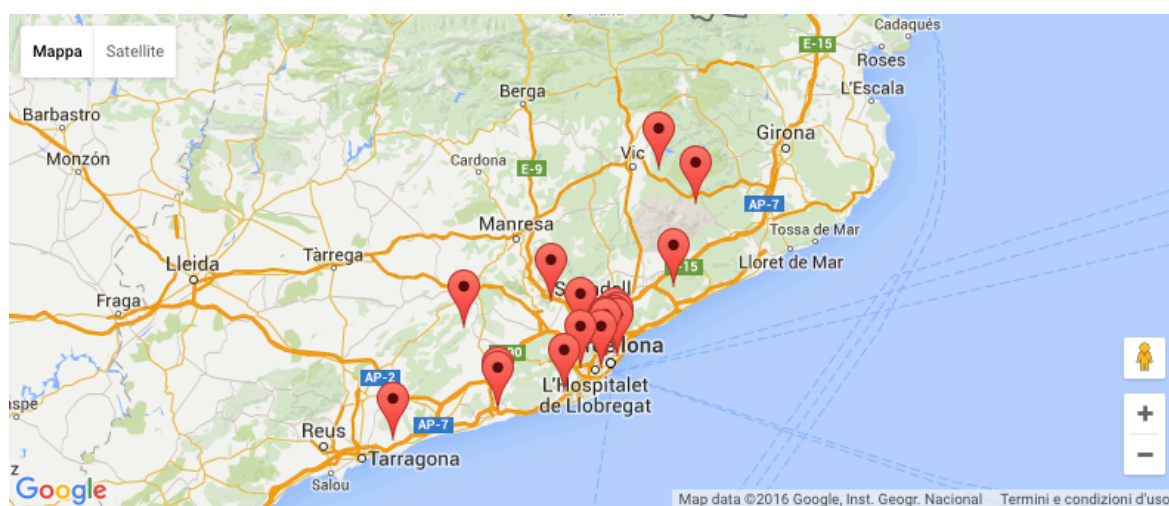 Mappa
Satellite
Cadaqués
E-15
Roses
Berga
L'Escala
Barbastro
Girona
Vic
Monzón
Cardona
E-9
AP-7
Manresa
Tossa de Mar
Tàrrega
Lleida
Lloret de Mar
-15
Fraga
AP-2
L'Hospitalet
de Llobregat
AP-7
Reus
Tarragona
Salou
Google
Map data ©2016 Google, Inst. Geogr. Nacional
Termini e condizioni d'uso